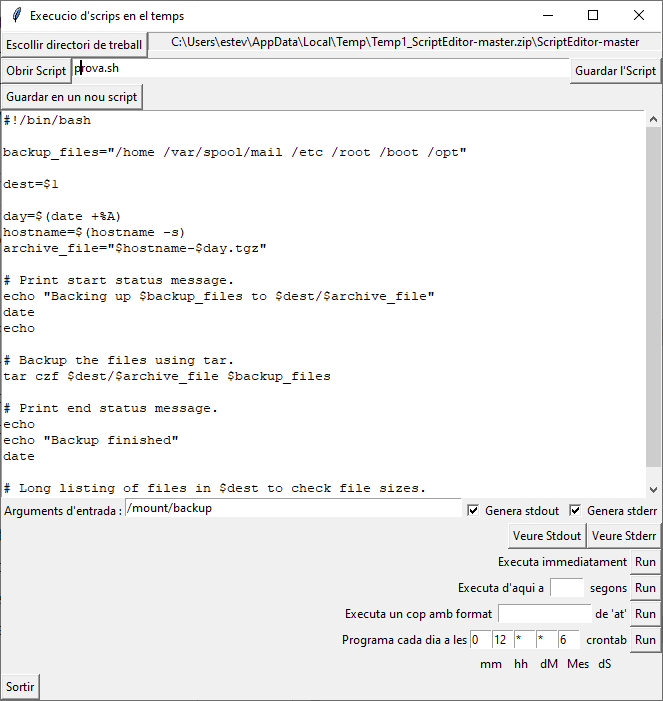 Execucio d'scrips en el temps
Escollir directori de treball C:\Users\estev\AppData\Local\Temp\Temp1_ScriptEditor-master.zip\ScriptEditor-master
Obrir Script prova.sh Guardar l'Script
Guardar en un nou script
#!/bin/bash
backup_files="/home /var/spool/mail /etc /root /boot /opt"
dest=$1
day=$(date +%A)
hostname=$(hostname -s)
archive_file="$hostname-$day.tgz"
# Print start status message.
echo "Backing up $backup_files to $dest/$archive_file"
date
echo
# Backup the files using tar.
tar czf $dest/$archive_file $backup_files
# Print end status message.
echo
echo "Backup finished"
date
# Long listing of files in $dest to check file sizes.
Arguments d'entrada : /mount/backup Genera stdout Genera stderr
Veure Stdout Veure Stderr
Executa immediatament Run
Executa d'aqui a segons Run
Executa un cop amb format de 'at' Run
Programa cada dia a les 0 12 * * 6 crontab Run
mm hh dM Mes dS
Sortir